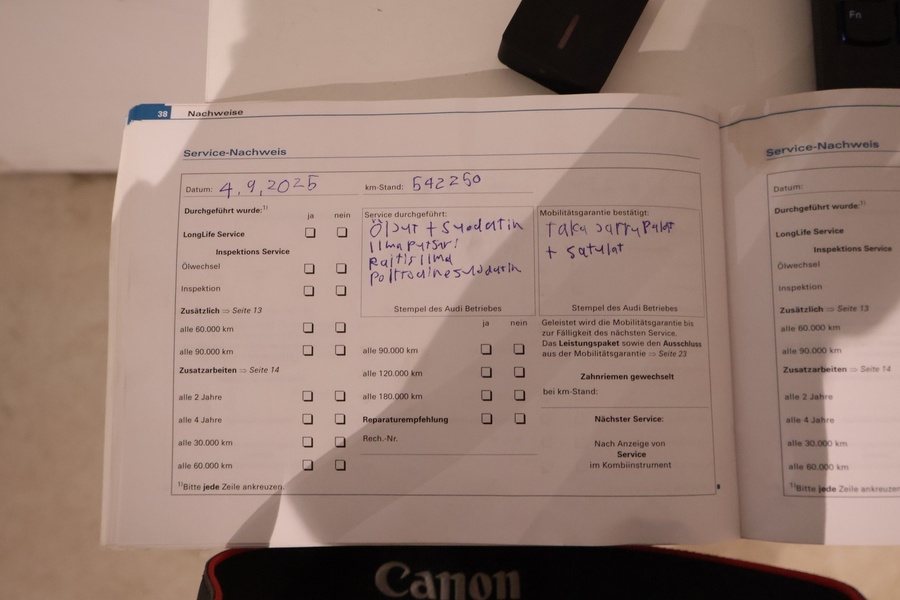 Fn
38 Nachweise
Service-Nachweis
Datum: 4.9.2025 km-Stand: 542250
Durchgeführt wurde:1) ja nein
LongLife Service
Inspektions Service
Ölwechsel
Inspektion
Zusätzlich ⇒ Seite 13
alle 60.000 km
alle 90.000 km
Zusatzarbeiten ⇒ Seite 14
alle 2 Jahre
alle 4 Jahre
alle 30.000 km
alle 60.000 km
1)Bitte jede Zeile ankreuzen.
Service durchgeführt:
+ suodatin
Raitis ilma
Stempel des Audi Betriebes
ja nein
alle 90.000 km
alle 120.000 km
alle 180.000 km
Reparaturempfehlung
Rech.-Nr.
Mobilitätsgarantie bestätigt:
Taka jarrupalat
+ satulat
Stempel des Audi Betriebes
Geleistet wird die Mobilitätsgarantie bis
zur Fälligkeit des nächsten Service.
Das Leistungspaket sowie den Ausschluss
aus der Mobilitätsgarantie ⇒ Seite 23
Zahnriemen gewechselt
bei km-Stand:
Nächster Service:
Nach Anzeige von
Service
im Kombiinstrument
Service-Nachweis
Datum:
Durchgeführt wurde:1)
LongLife Service
Inspektions Service
Ölwechsel
Inspektion
Zusätzlich ⇒ Seite 13
alle 60.000 km
alle 90.000 km
Zusatzarbeiten ⇒ Seite 14
alle 2 Jahre
alle 4 Jahre
alle 30.000 km
alle 60.000 km
1)Bitte jede Zeile ankreuzen
Canon